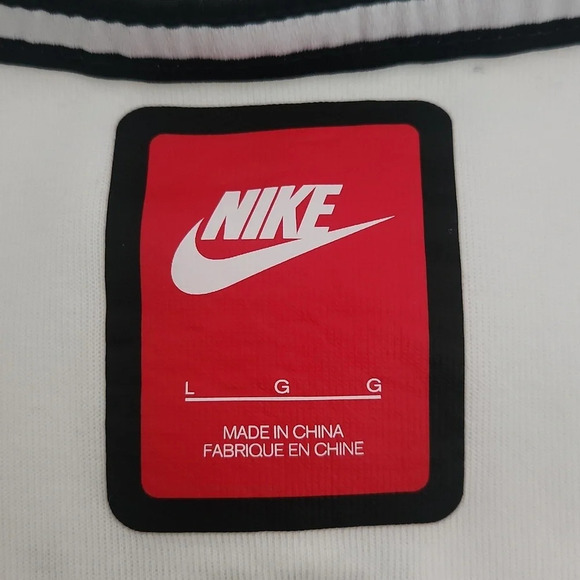 NIKE
L G G
MADE IN CHINA
FABRIQUE EN CHINE